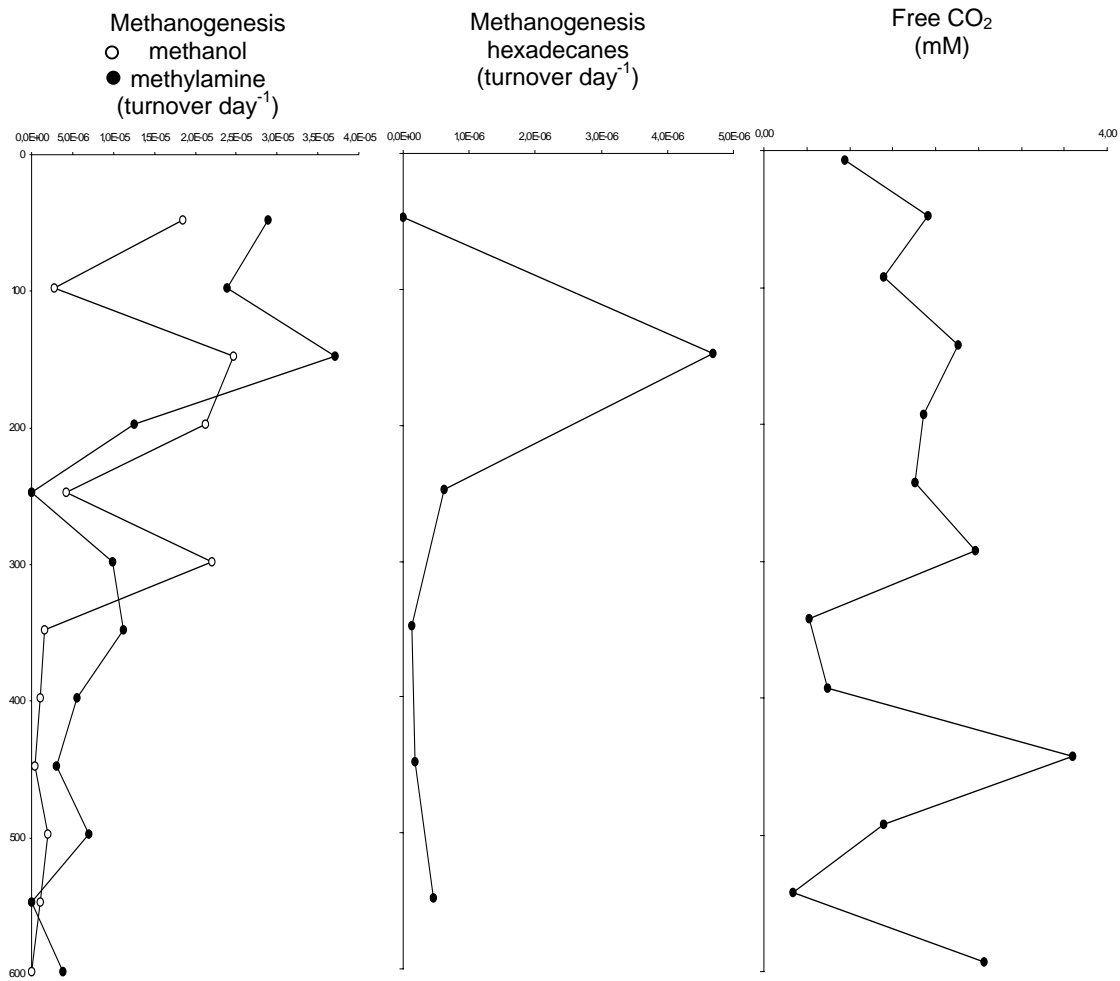 Methanogenesis
methanol
methylamine
(turnover day⁻¹)
0,0E+00 5,0E-06 1,0E-05 1,5E-05 2,0E-05 2,5E-05 3,0E-05 3,5E-05 4,0E-05
0
100
200
300
400
500
600
Methanogenesis
hexadecanes
(turnover day⁻¹)
0,0E+00 1,0E-06 2,0E-06 3,0E-06 4,0E-06 5,0E-06
Free CO₂
(mM)
0,00 4,00